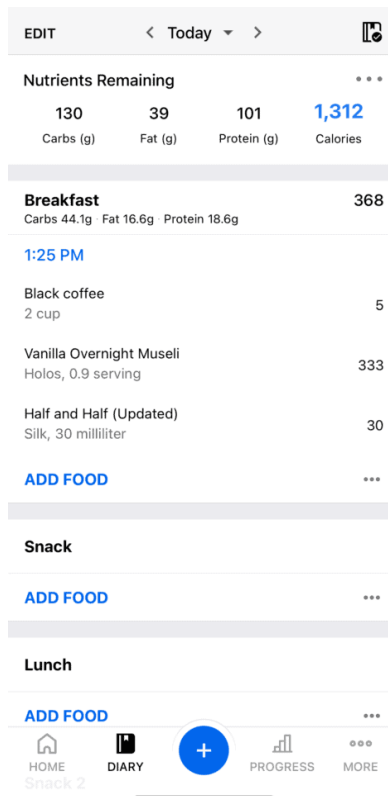 EDIT
Today
Nutrients Remaining
130 39 101 1,312
Carbs (g) Fat (g) Protein (g) Calories
Breakfast 368
Carbs 44.1g · Fat 16.6g · Protein 18.6g
1:25 PM
Black coffee
2 cup
5
Vanilla Overnight Museli
Holos, 0.9 serving
333
Half and Half (Updated)
Silk, 30 milliliter
30
ADD FOOD
Snack
ADD FOOD
Lunch
ADD FOOD
HOME DIARY PROGRESS MORE
Snack 2